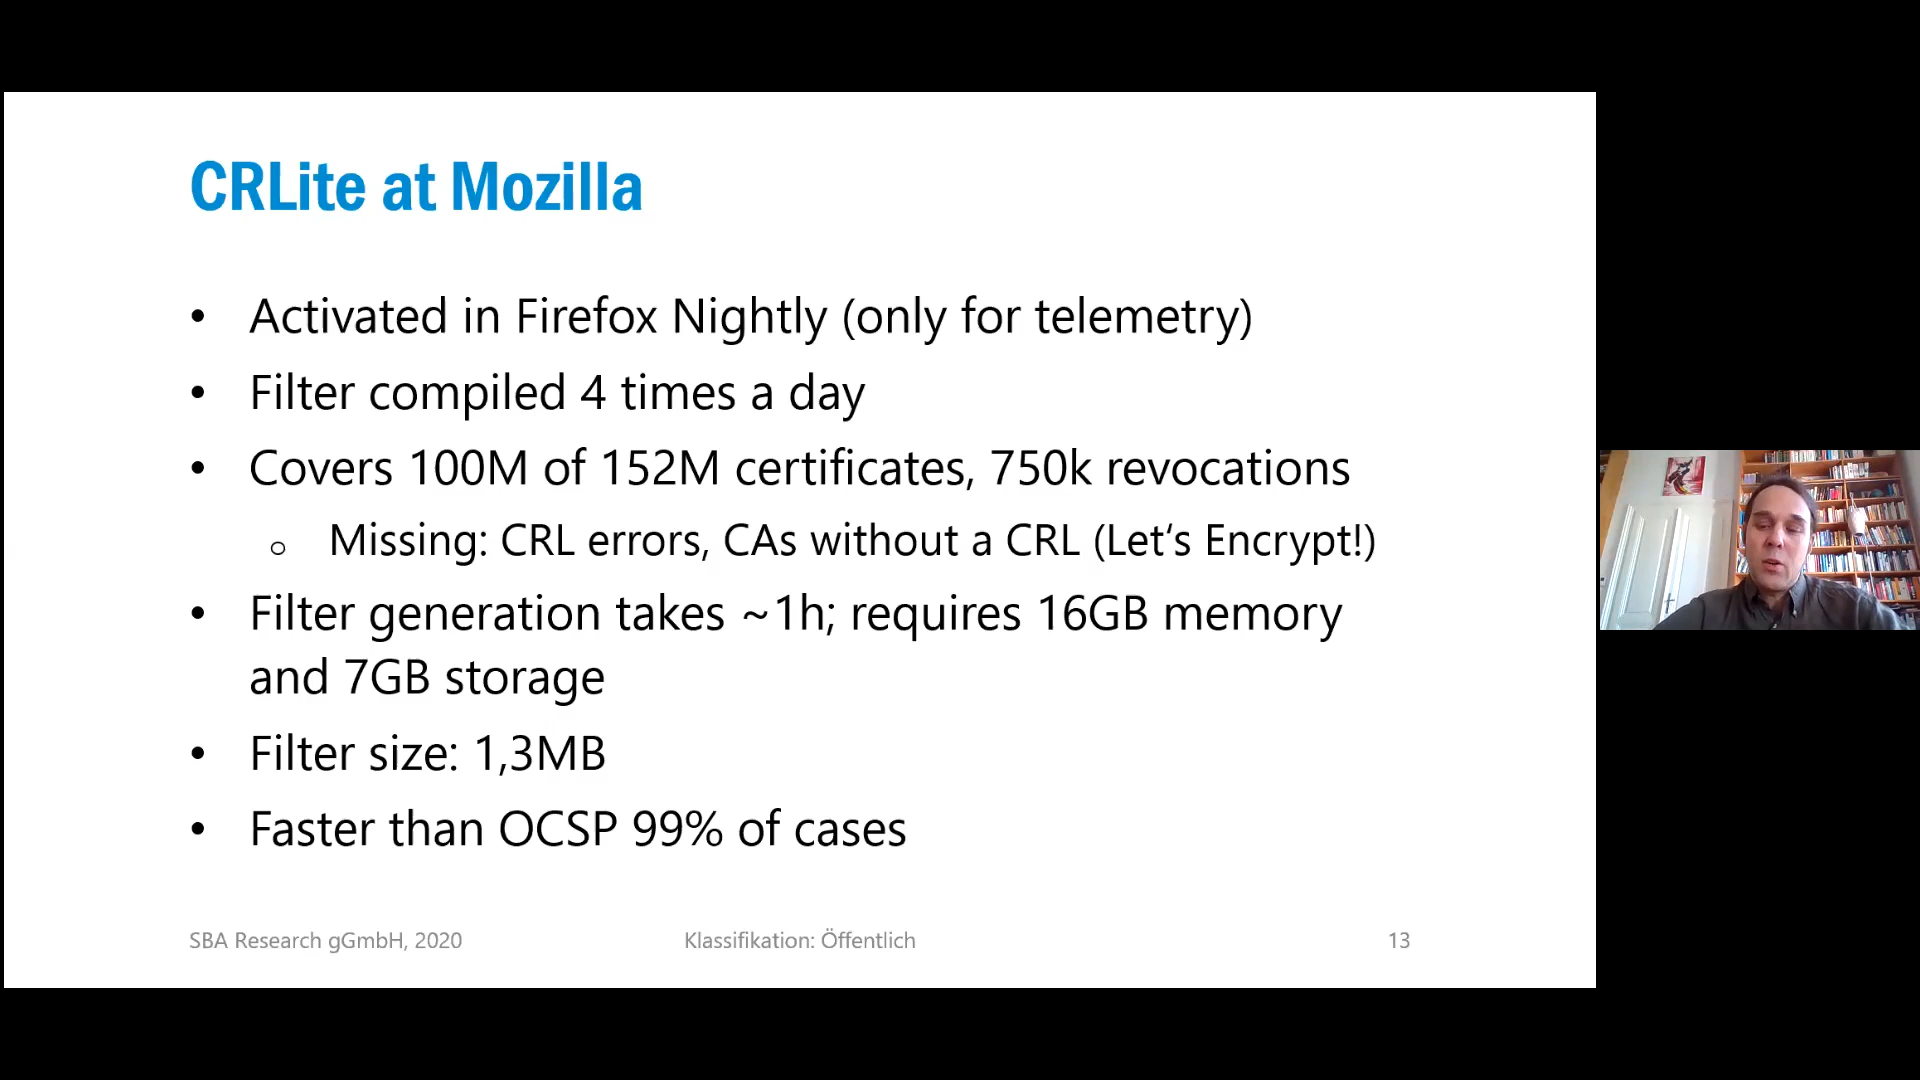 CRLite at Mozilla
• Activated in Firefox Nightly (only for telemetry)
• Filter compiled 4 times a day
• Covers 100M of 152M certificates, 750k revocations
o Missing: CRL errors, CAs without a CRL (Let‘s Encrypt!)
• Filter generation takes ~1h; requires 16GB memory
and 7GB storage
• Filter size: 1,3MB
• Faster than OCSP 99% of cases
SBA Research gGmbH, 2020
Klassifikation: Öffentlich
13